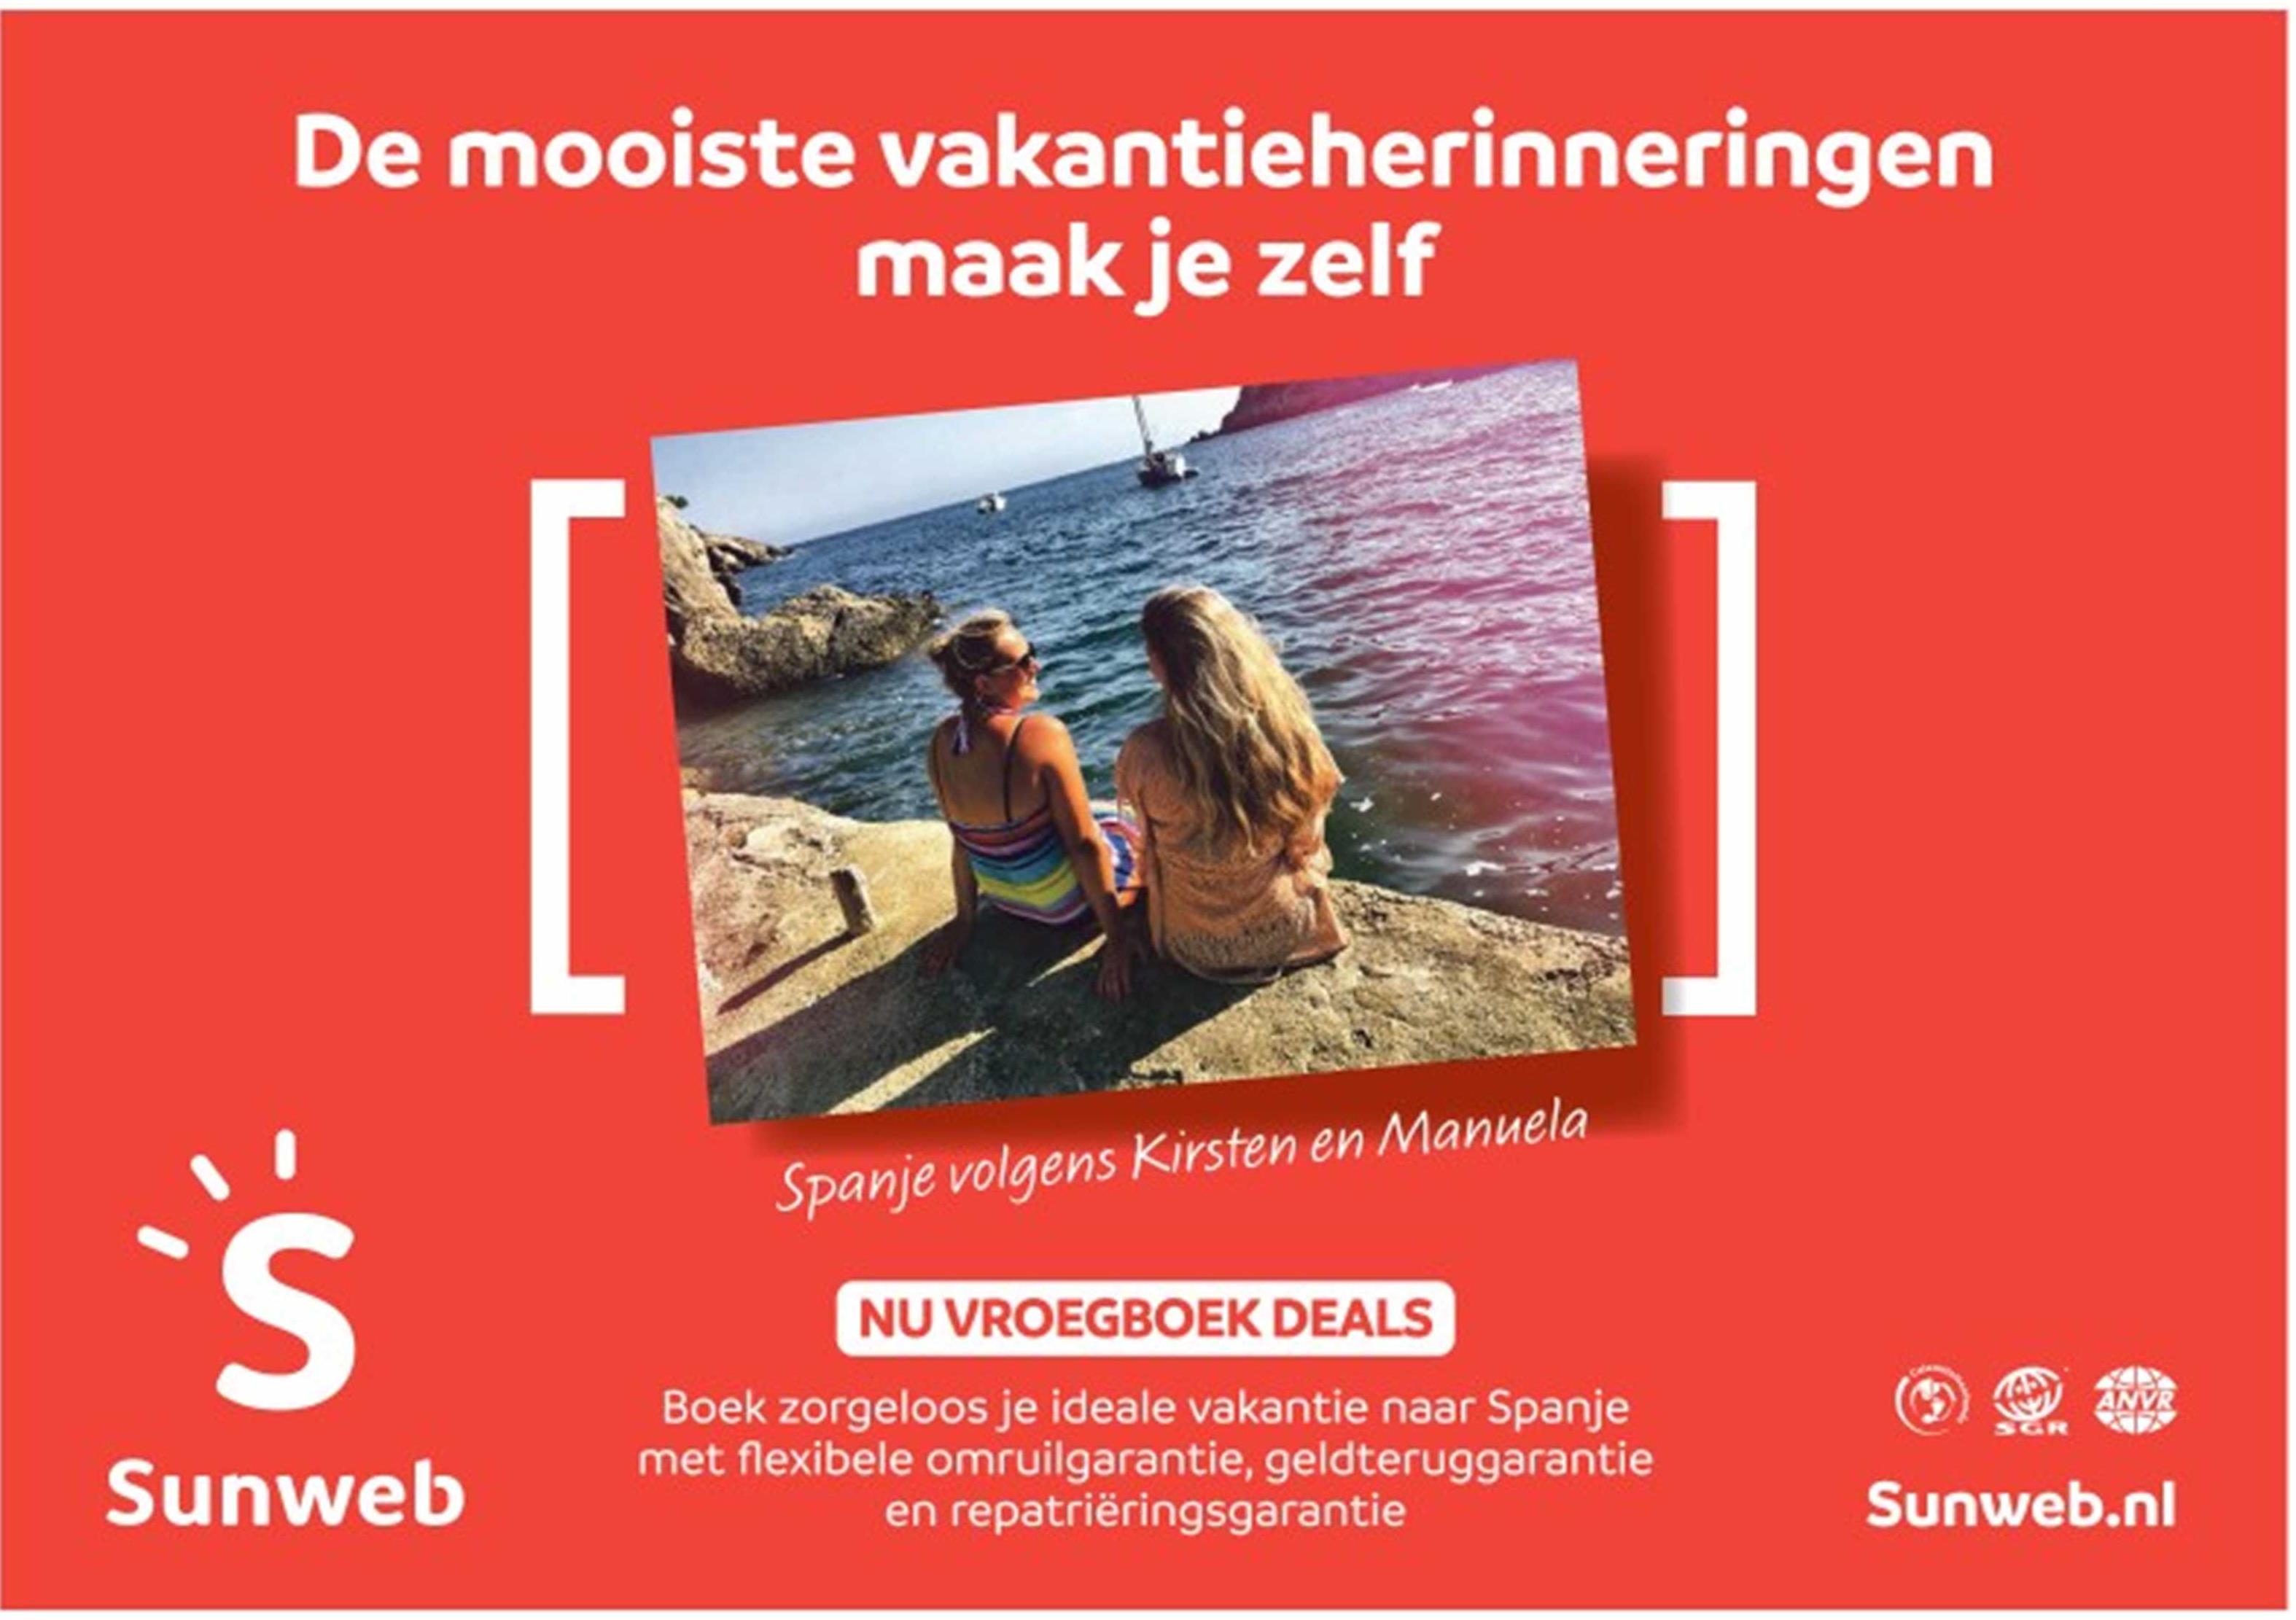 De mooiste vakantieherinneringen
maak je zelf
Spanje volgens Kirsten en Manuela
NU VROEGBOEK DEALS
Boek zorgeloos je ideale vakantie naar Spanje
met flexibele omruilgarantie, geldteruggarantie
en repatriëringsgarantie
S
Sunweb
SGR
ANVR
Sunweb.nl